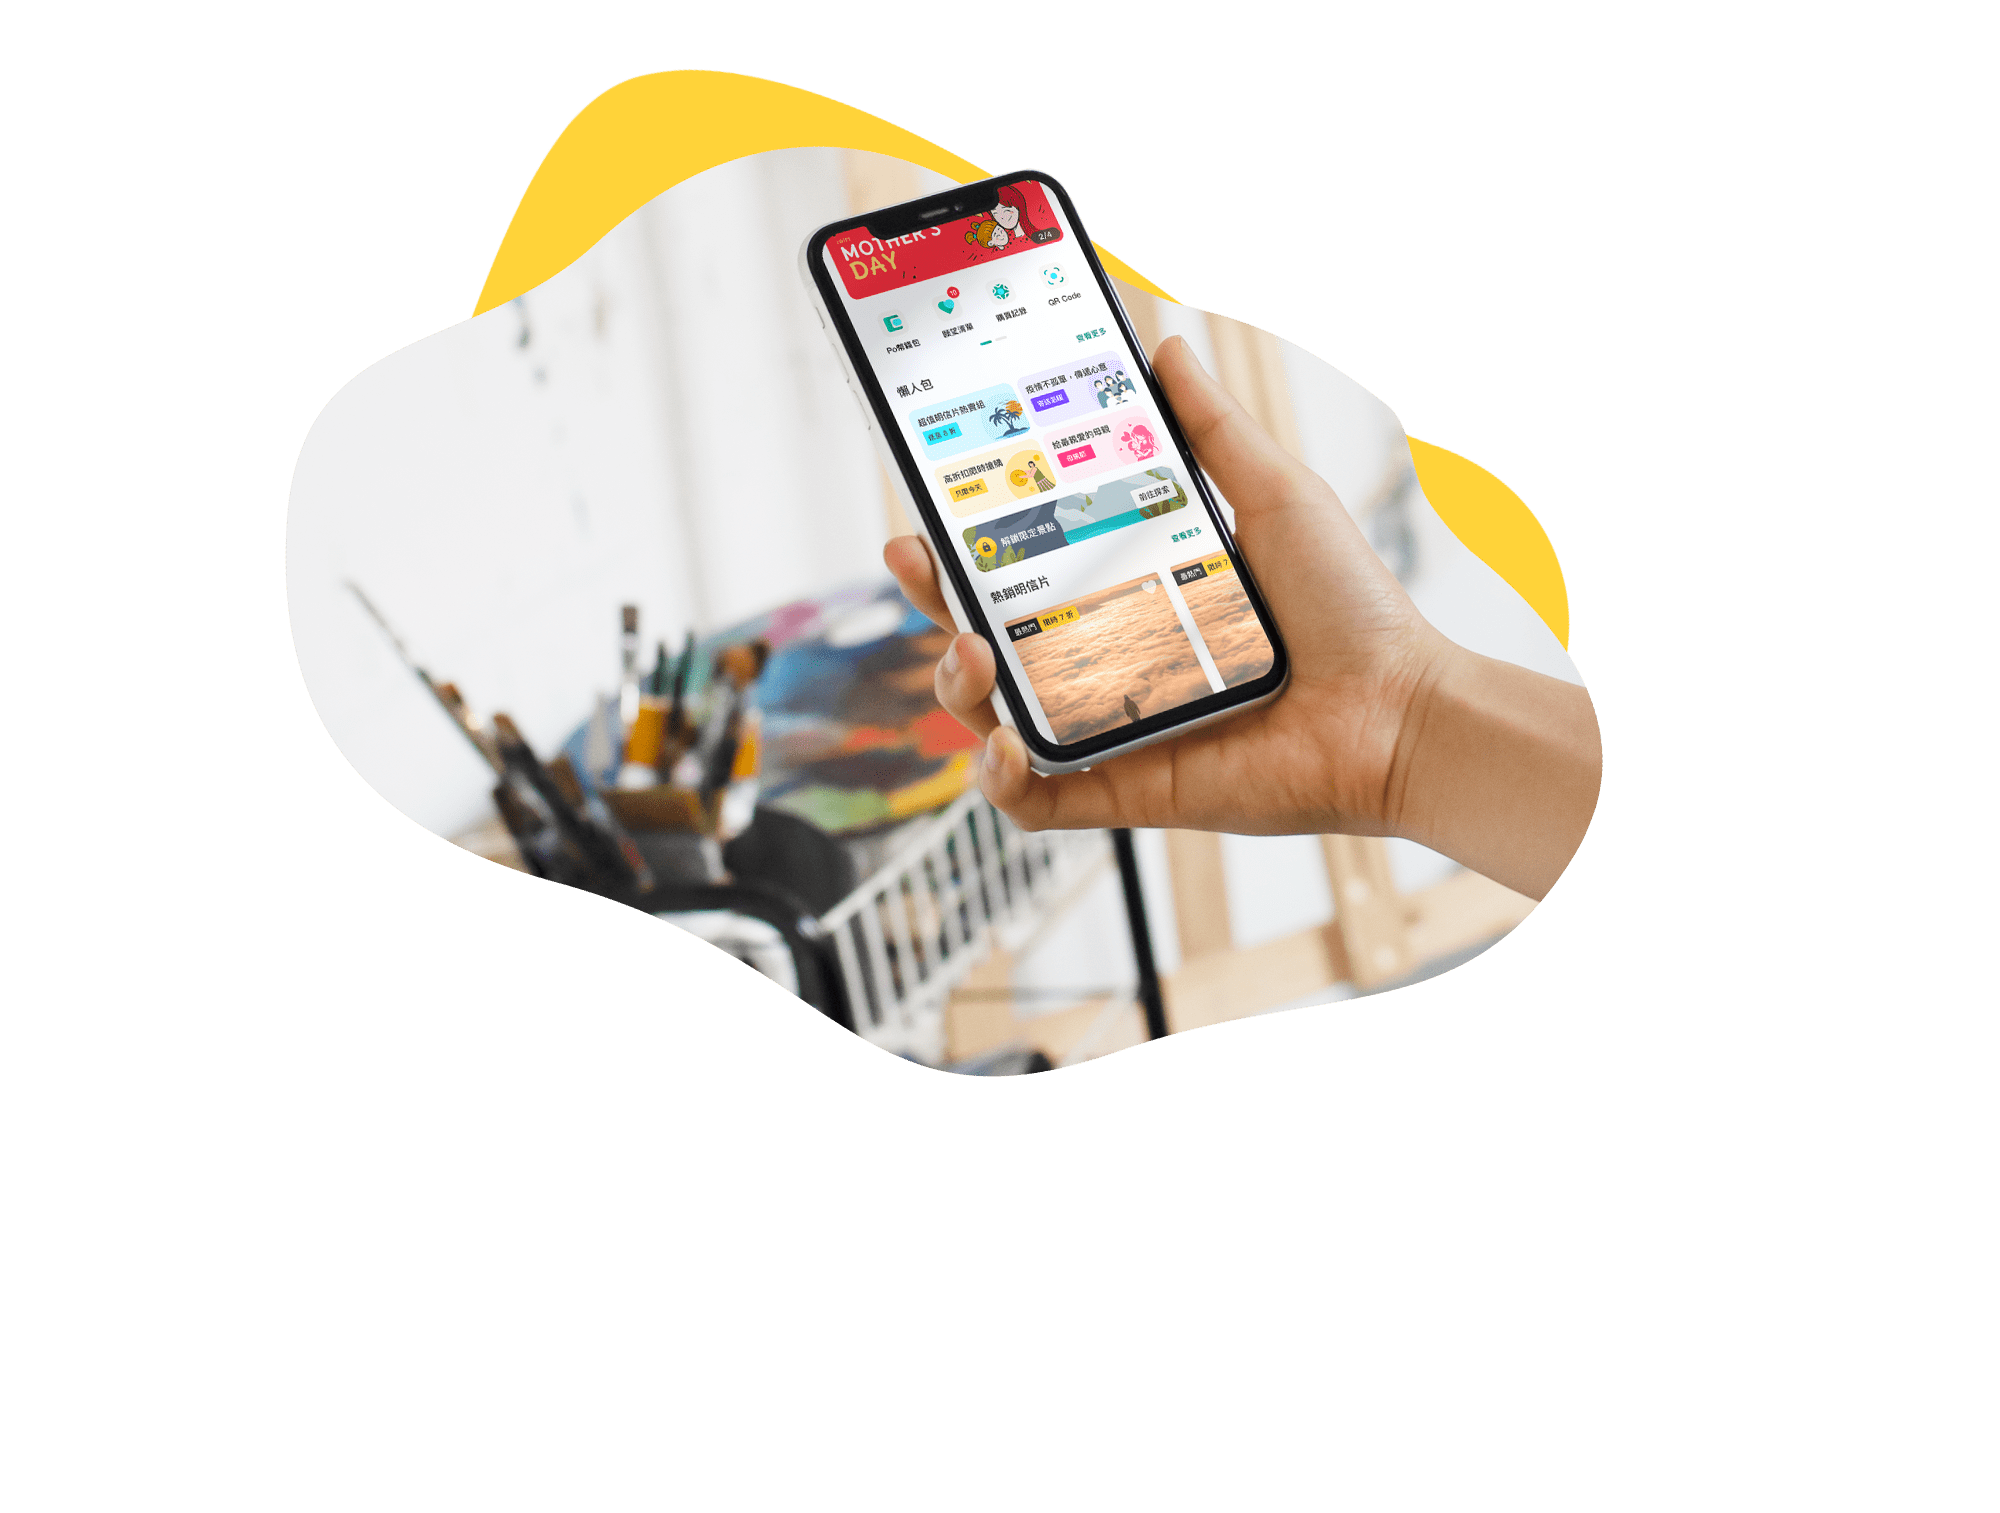 MOTHER'S
DAY
2/4
Po幣錢包
願望清單
購買記錄
QR Code
查看更多
懶人包
超值明信片熱賣組
疫情不孤單，傳遞心意
寄送溫暖
高折扣限時搶購
只限今天
給最親愛的母親
母親節
解鎖限定景點
前往探索
查看更多
熱銷明信片
最熱門
限時 7 折
最熱門
限時 7